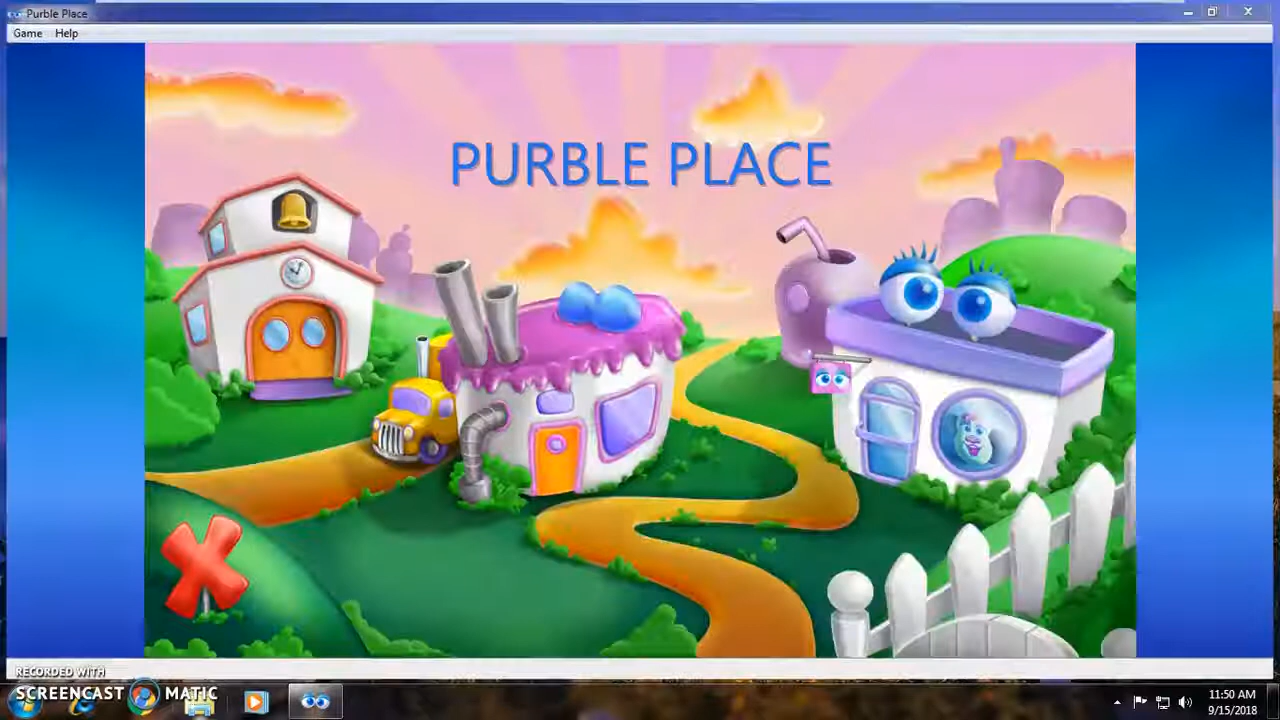 Purble Place
Game Help
PURBLE PLACE
RECORDED WITH
SCREENCAST MATIC
11:50 AM
9/15/2018